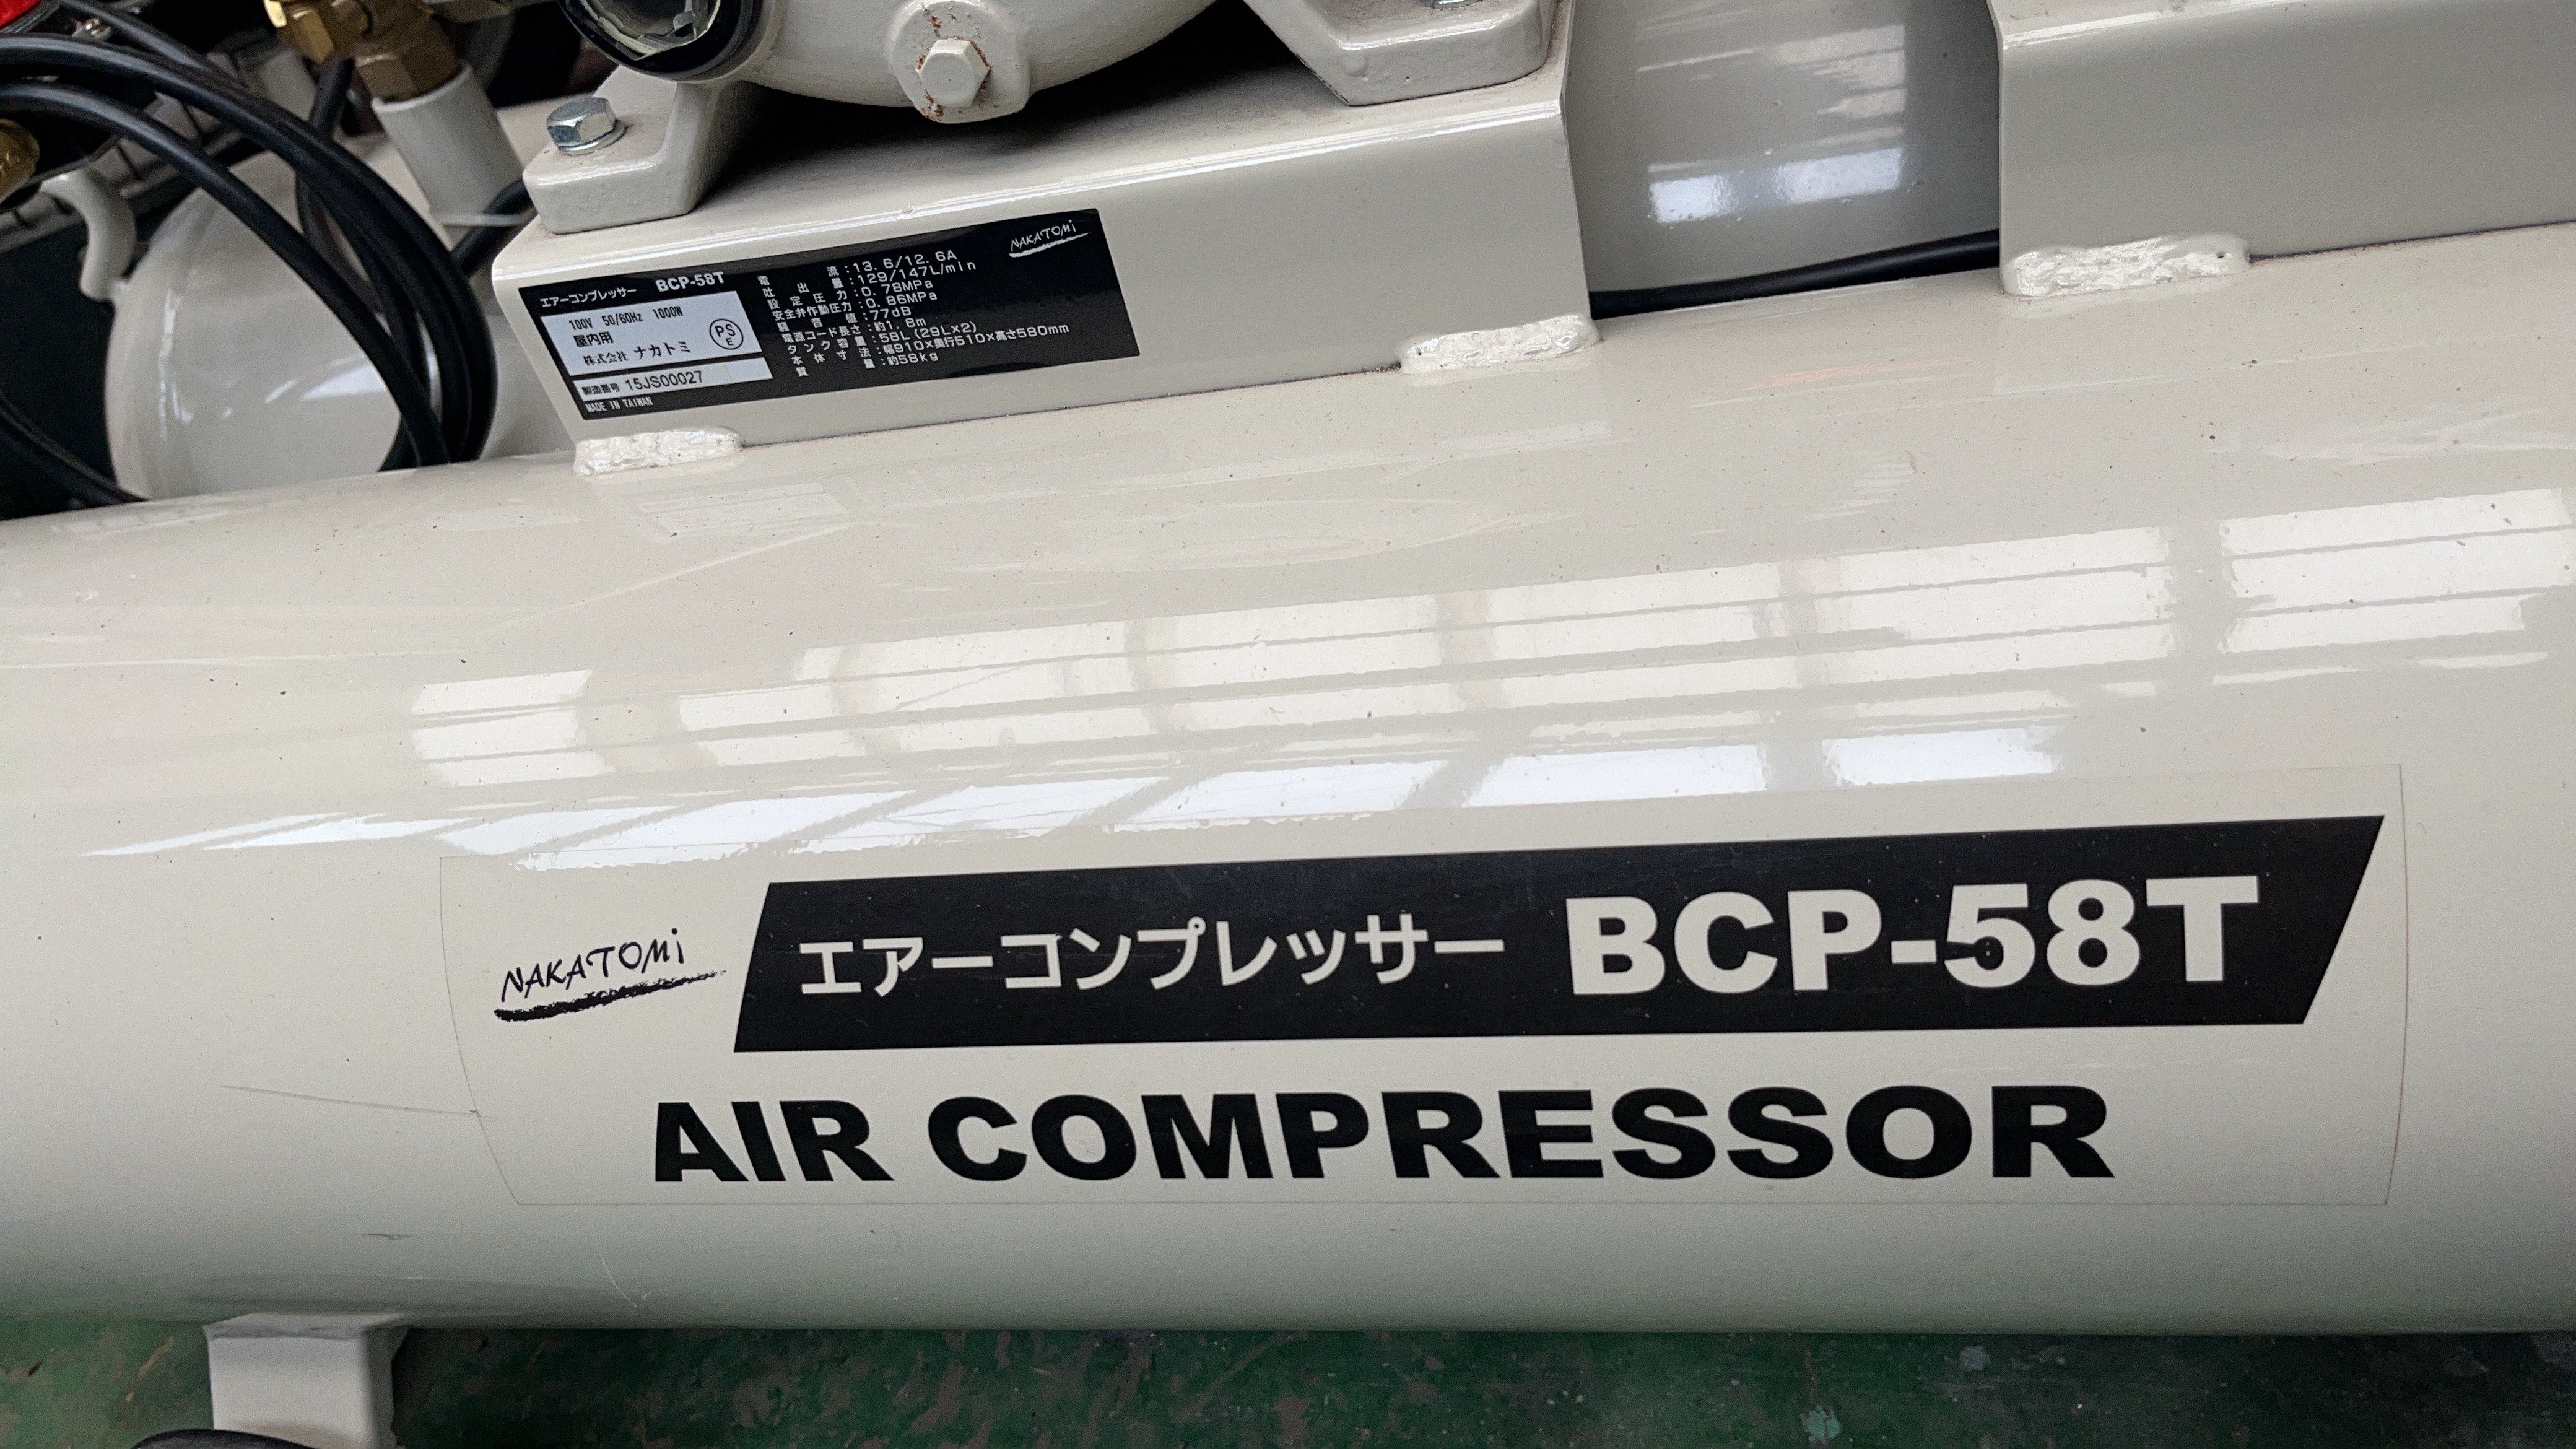 エアーコンプレッサー BCP-58T
100V 50/60Hz 1000W
屋内用
株式会社 ナカトミ
PS
E
製造番号 15JS00027
MADE IN TAIWAN
NAKATOMI
電流:13.6/12.6A
吐出量:129/147L/min
設定圧力:0.78MPa
安全弁作動圧力:0.86MPa
騒音値:77dB
電源コード長さ:約1.8m
タンク容量:58L(29L×2)
本体寸法:幅910×奥行510×高さ580mm
質量:約58kg
NAKATOMI
エアーコンプレッサー BCP-58T
AIR COMPRESSOR